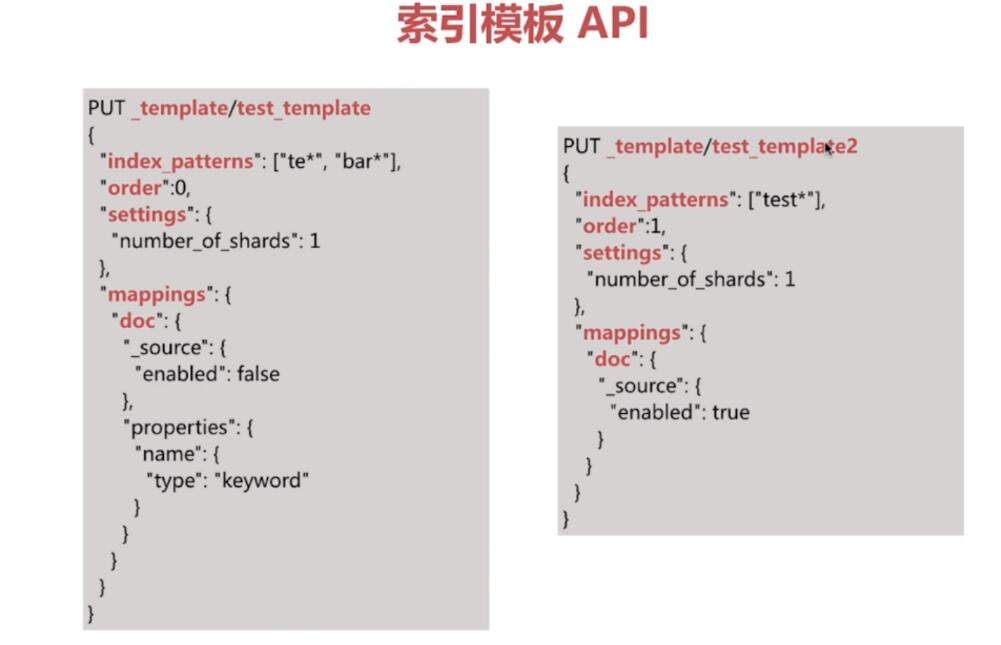 索引模板 API
PUT _template/test_template
{
"index_patterns": ["te*", "bar*"],
"order":0,
"settings": {
"number_of_shards": 1
},
"mappings": {
"doc": {
"_source": {
"enabled": false
},
"properties": {
"name": {
"type": "keyword"
}
}
}
}
}
PUT _template/test_template2
{
"index_patterns": ["test*"],
"order":1,
"settings": {
"number_of_shards": 1
},
"mappings": {
"doc": {
"_source": {
"enabled": true
}
}
}
}